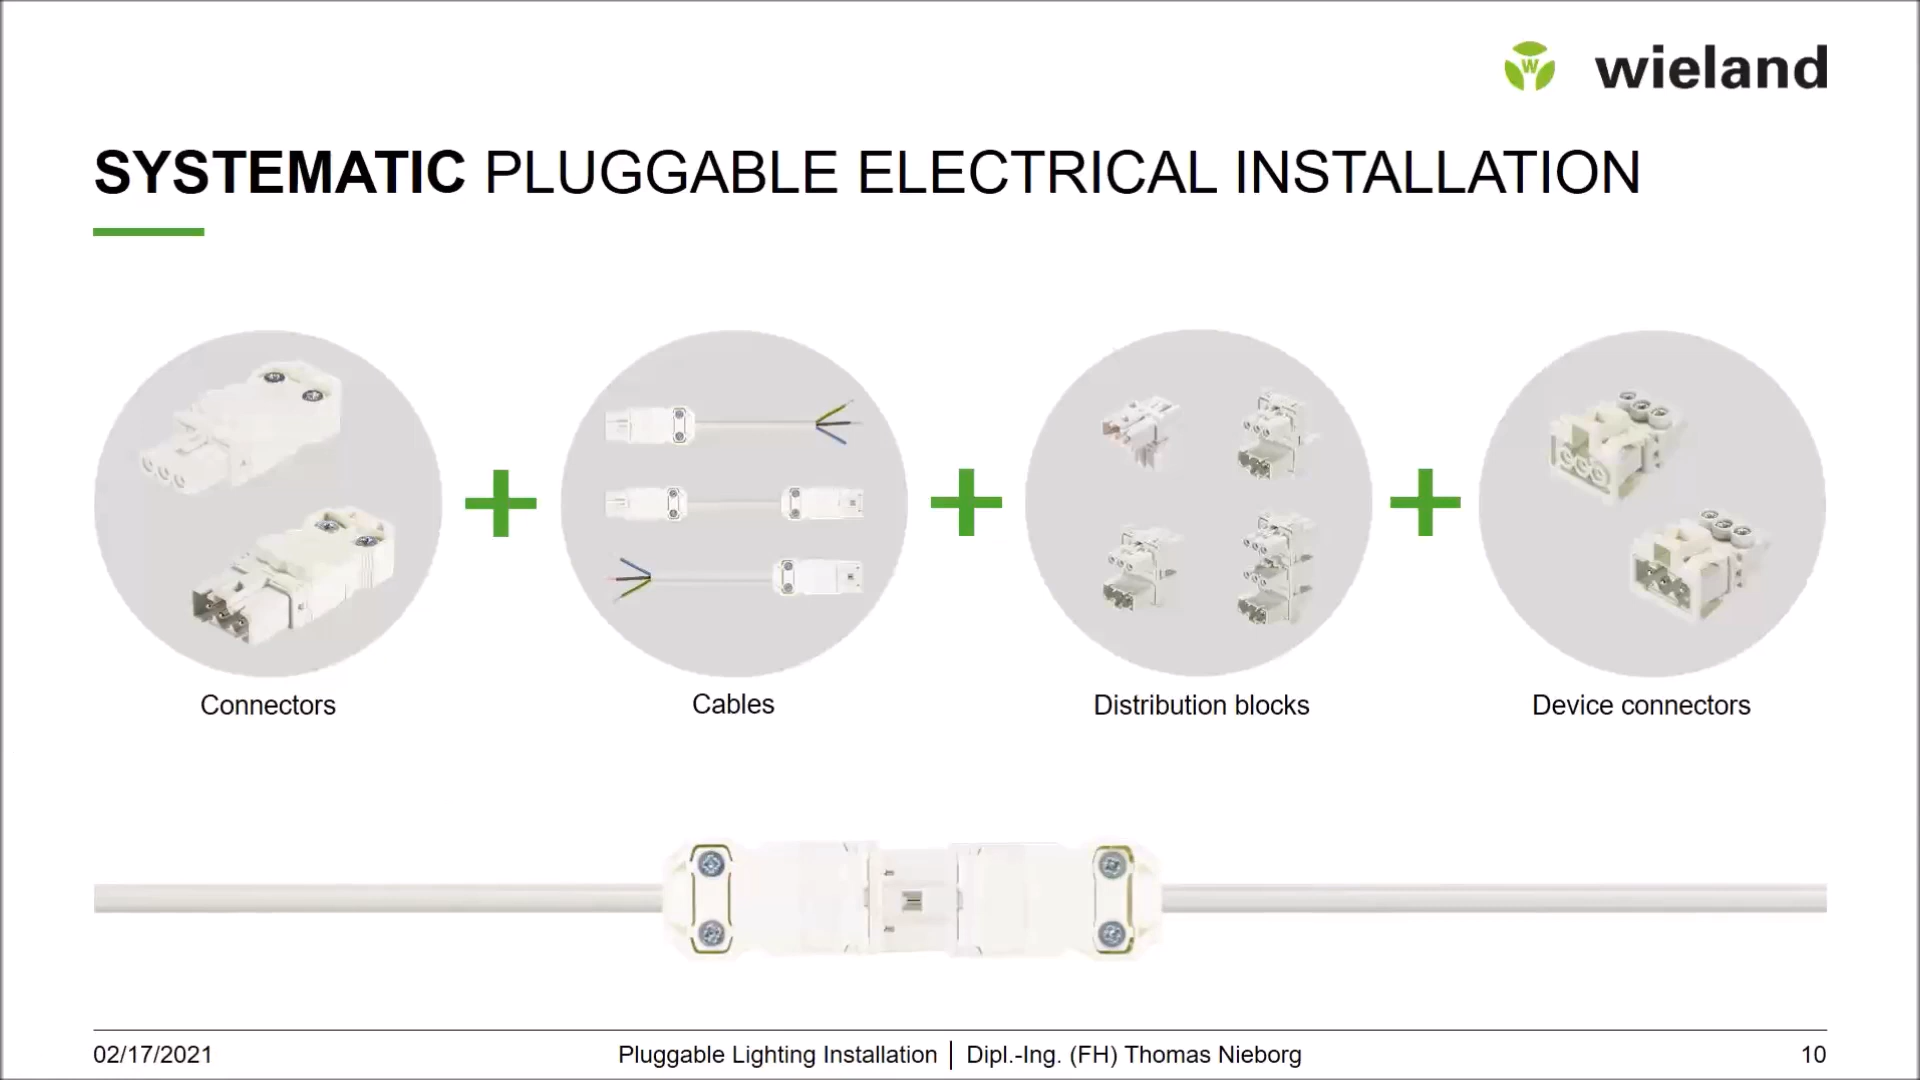 wieland
SYSTEMATIC PLUGGABLE ELECTRICAL INSTALLATION
Connectors
Cables
Distribution blocks
Device connectors
02/17/2021
Pluggable Lighting Installation | Dipl.-Ing. (FH) Thomas Nieborg
10